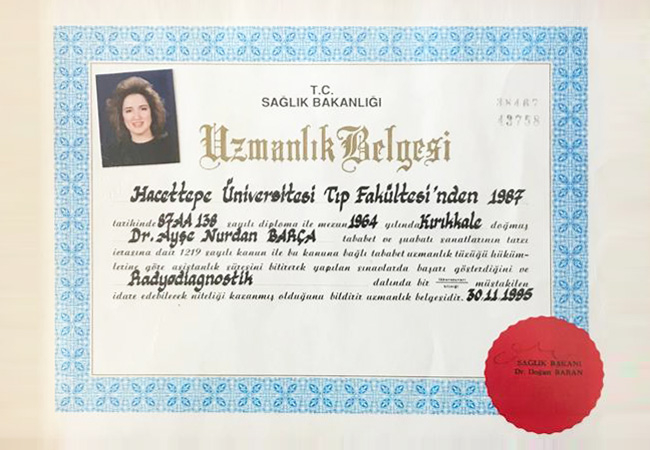 T.C.
SAĞLIK BAKANLIĞI
38467
43758
Uzmanlık Belgesi
Hacettepe Üniversitesi Tıp Fakültesi'nden 1987
tarihinde 87AA 138 sayılı diploma ile mezun 1964 yılında Kırıkkale doğmuş
Dr. Ayşe Nurdan BARÇA tababet ve şuabatı sanatlarının tarzı
icrasına dair 1219 sayılı kanun ile bu kanuna bağlı tababet uzmanlık tüzüğü hüküm-
lerine göre asistanlık süresini bitirerek yapılan sınavlarda başarı gösterdiğini ve
Radyodiagnostik dalında bir müstakilen
idare edebilecek niteliği kazanmış olduğunu bildirir uzmanlık belgesidir. 30.11.1995
SAĞLIK BAKANI
Dr. Doğan BARAN